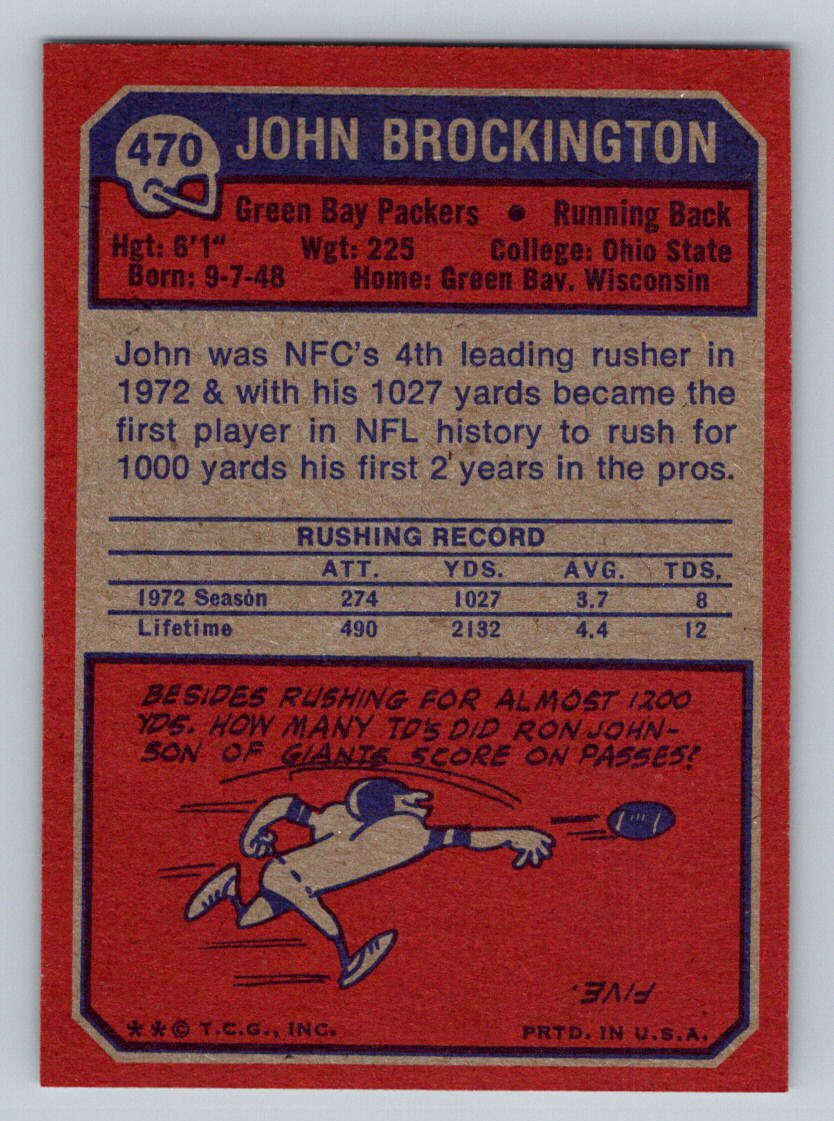 470 JOHN BROCKINGTON
Green Bay Packers • Running Back
Hgt: 6'1" Wgt: 225 College: Ohio State
Born: 9-7-48 Home: Green Bay, Wisconsin
John was NFC's 4th leading rusher in
1972 & with his 1027 yards became the
first player in NFL history to rush for
1000 yards his first 2 years in the pros.
RUSHING RECORD
ATT. YDS. AVG. TDS.
1972 Season 274 1027 3.7 8
Lifetime 490 2132 4.4 12
BESIDES RUSHING FOR ALMOST 1200
YDS. HOW MANY TD'S DID RON JOHN-
SON OF GIANTS SCORE ON PASSES?
FIVE.
**© T.C.G., INC. PRTD. IN U.S.A.